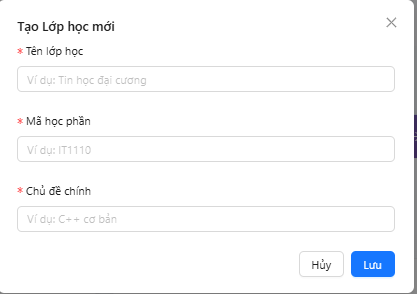 Tạo Lớp học mới
* Tên lớp học
Ví dụ: Tin học đại cương
* Mã học phần
Ví dụ: IT1110
* Chủ đề chính
Ví dụ: C++ cơ bản
Hủy Lưu